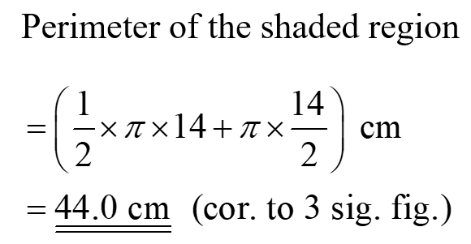 Perimeter of the shaded region
= (1/2 × π × 14 + π × 14/2) cm
= 44.0 cm (cor. to 3 sig. fig.)